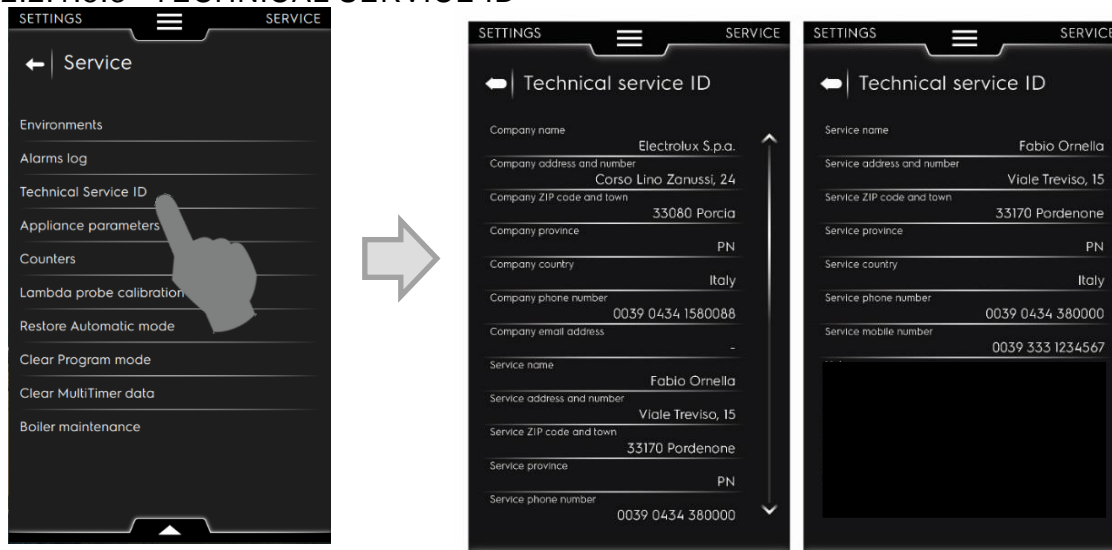 TECHNICAL SERVICE ID
SETTINGS
SERVICE
Service
Environments
Alarms log
Technical Service ID
Appliance parameters
Counters
Lambda probe calibration
Restore Automatic mode
Clear Program mode
Clear MultiTimer data
Boiler maintenance
SETTINGS
SERVICE
Technical service ID
Company name
Electrolux S.p.a.
Company address and number
Corso Lino Zanussi, 24
Company ZIP code and town
33080 Porcia
Company province
PN
Company country
Italy
Company phone number
0039 0434 1580088
Company email address
-
Service name
Fabio Ornella
Service address and number
Viale Treviso, 15
Service ZIP code and town
33170 Pordenone
Service province
PN
Service phone number
0039 0434 380000
SETTINGS
SERVICE
Technical service ID
Service name
Fabio Ornella
Service address and number
Viale Treviso, 15
Service ZIP code and town
33170 Pordenone
Service province
PN
Service country
Italy
Service phone number
0039 0434 380000
Service mobile number
0039 333 1234567